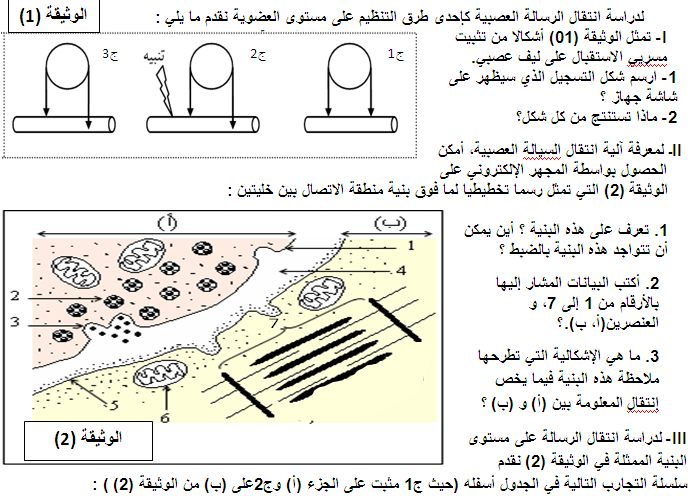 لدراسة انتقال الرسالة العصبية كإحدى طرق التنظيم على مستوى العضوية نقدم ما يلي :
الوثيقة (1)
I- تمثل الوثيقة (01) أشكالا من تثبيت
مسريي الاستقبال على ليف عصبي.
1- ارسم شكل التسجيل الذي سيظهر على
شاشة جهاز ؟
2- ماذا تستنتج من كل شكل؟
ج1
ج2
تنبيه
ج3
II- لمعرفة آلية انتقال السيالة العصبية، أمكن
الحصول بواسطة المجهر الإلكتروني على
الوثيقة (2) التي تمثل رسما تخطيطيا لما فوق بنية منطقة الاتصال بين خليتين :
1. تعرف على هذه البنية ؟ أين يمكن
أن تتواجد هذه البنية بالضبط ؟
2. أكتب البيانات المشار إليها
بالأرقام من 1 إلى 7، و
العنصرين(أ، ب).؟
3. ما هي الإشكالية التي تطرحها
ملاحظة هذه البنية فيما يخص
إنتقال المعلومة بين (أ) و (ب) ؟
(أ)
(ب)
1
4
2
3
7
5
6
الوثيقة (2)
III- لدراسة انتقال الرسالة على مستوى
البنية الممثلة في الوثيقة (2) نقدم
سلسلة التجارب التالية في الجدول أسفله (حيث ج1 مثبت على الجزء (أ) وج2على (ب) من الوثيقة (2) ) :